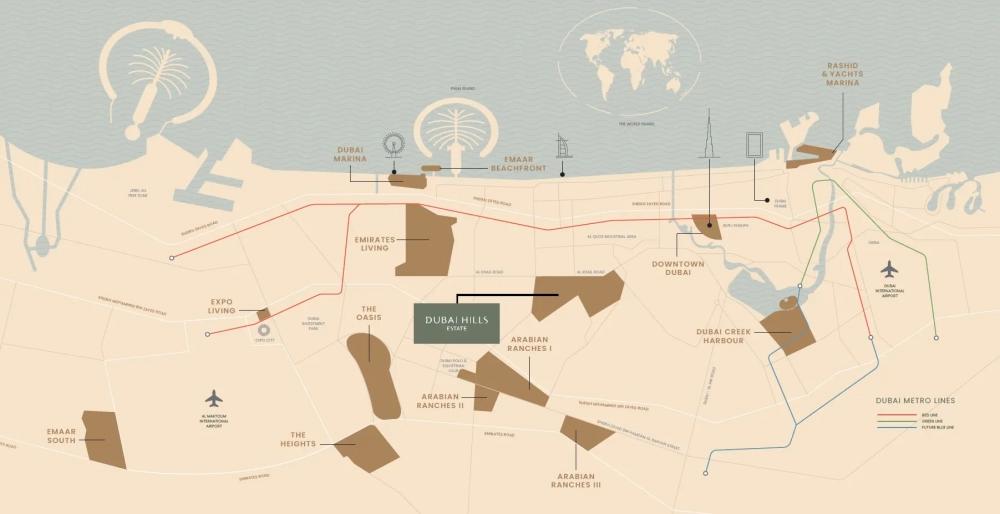 RASHID
& YACHTS
MARINA
PALM ISLAND
THE WORLD ISLANDS
DUBAI
MARINA
EMAAR
BEACHFRONT
JEBEL ALI
FREE ZONE
SHEIKH ZAYED ROAD
SHEIKH ZAYED ROAD
SHEIKH ZAYED ROAD
DUBAI
FRAME
BURJ KHALIFA
AL QUOZ INDUSTRIAL AREA
EMIRATES
LIVING
DEIRA
DOWNTOWN
DUBAI
AL KHAIL ROAD
AL KHAIL ROAD
DUBAI
INTERNATIONAL
AIRPORT
SHEIKH MOHAMMED BIN ZAYED ROAD
EXPO
LIVING
EXPO CITY
DUBAI
INVESTMENT
PARK
THE
OASIS
DUBAI HILLS
ESTATE
DUBAI CREEK
HARBOUR
ARABIAN
RANCHES I
DUBAI POLO &
EQUESTRIAN
CLUB
ARABIAN
RANCHES II
DUBAI - AL AIN ROAD
AL MAKTOUM
INTERNATIONAL
AIRPORT
SHEIKH MOHAMMED BIN ZAYED ROAD
DUBAI METRO LINES
RED LINE
GREEN LINE
FUTURE BLUE LINE
EMAAR
SOUTH
THE
HEIGHTS
EMIRATES ROAD
EMIRATES ROAD
ARABIAN
RANCHES III